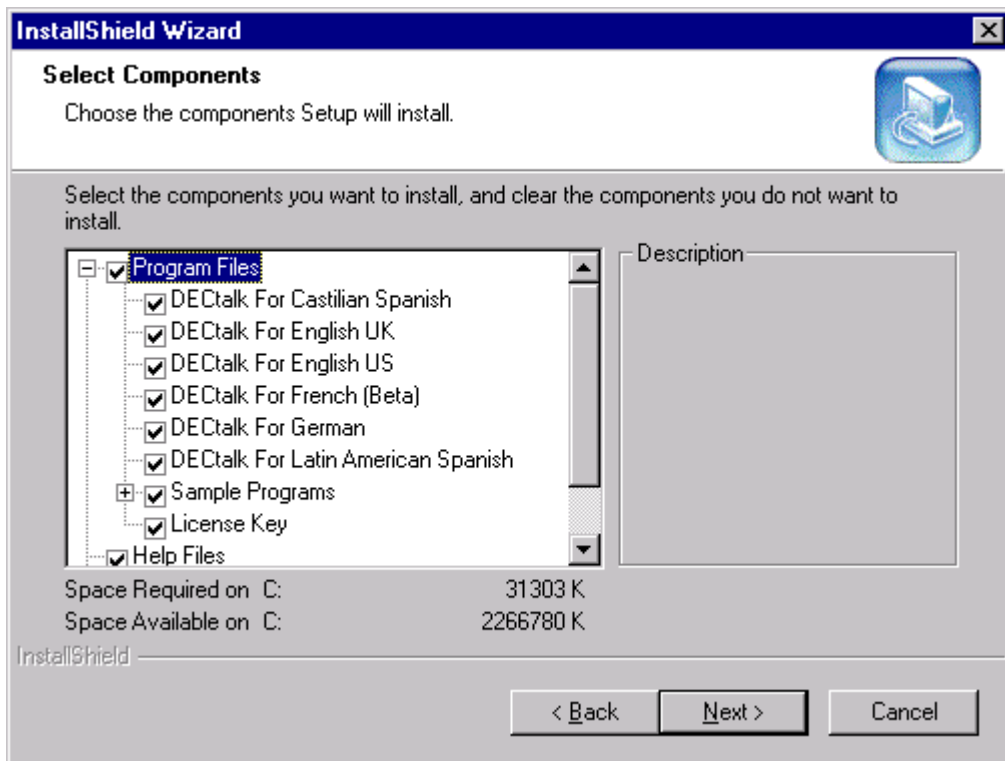 InstallShield Wizard
Select Components
Choose the components Setup will install.
Select the components you want to install, and clear the components you do not want to
install.
Program Files
DECtalk For Castilian Spanish
DECtalk For English UK
DECtalk For English US
DECtalk For French (Beta)
DECtalk For German
DECtalk For Latin American Spanish
Sample Programs
License Key
Help Files
Description
Space Required on C: 31303 K
Space Available on C: 2266780 K
InstallShield
< Back Next > Cancel